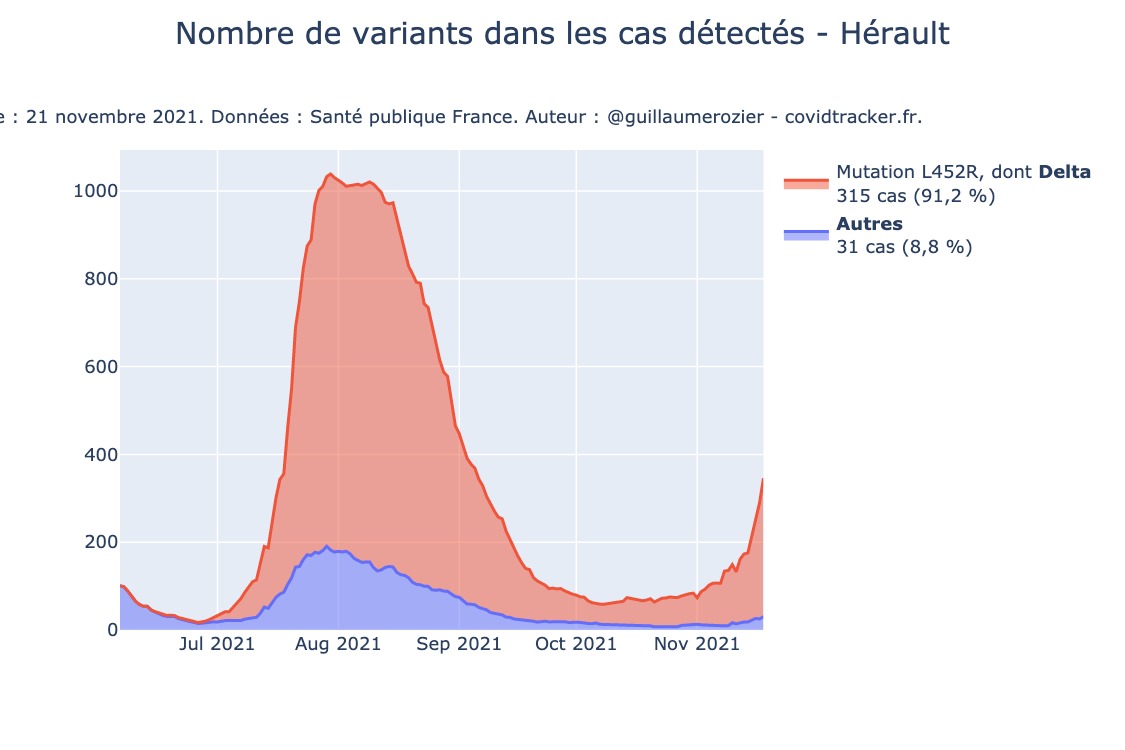 Nombre de variants dans les cas détectés - Hérault
: 21 novembre 2021. Données : Santé publique France. Auteur : @guillaumerozier - covidtracker.fr.
Mutation L452R, dont Delta
315 cas (91,2 %)
Autres
31 cas (8,8 %)
1000
800
600
400
200
0
Jul 2021 Aug 2021 Sep 2021 Oct 2021 Nov 2021